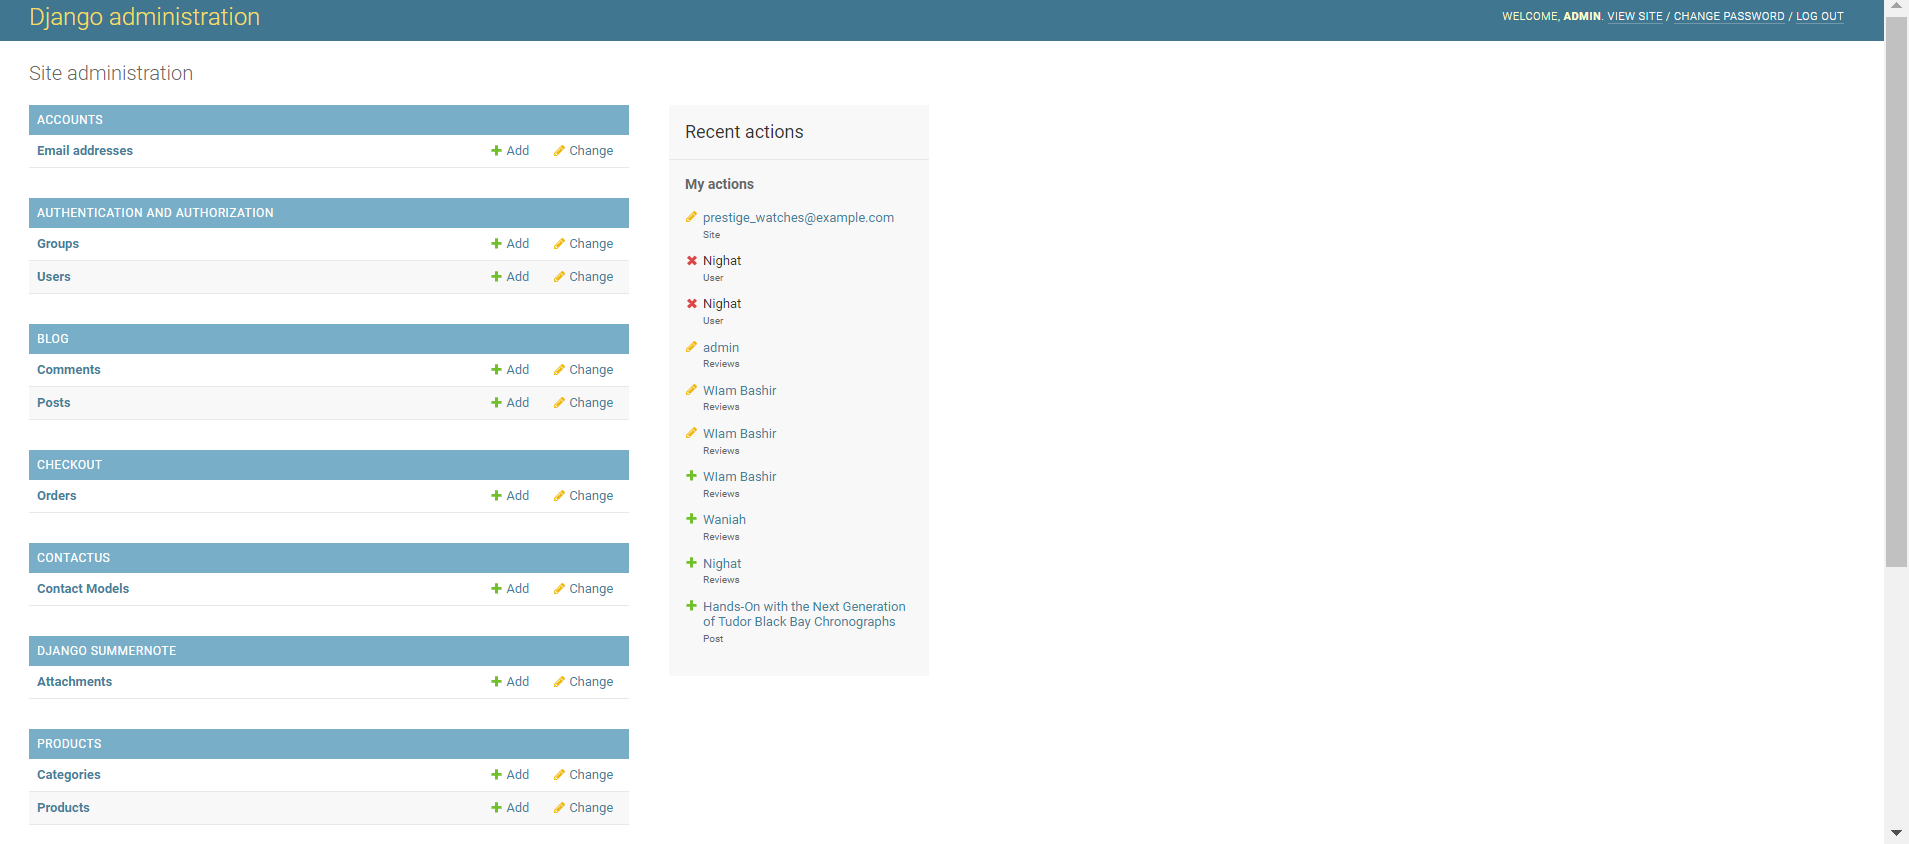 Django administration
WELCOME, ADMIN. VIEW SITE / CHANGE PASSWORD / LOG OUT
Site administration
ACCOUNTS
Email addresses Add Change
AUTHENTICATION AND AUTHORIZATION
Groups Add Change
Users Add Change
BLOG
Comments Add Change
Posts Add Change
CHECKOUT
Orders Add Change
CONTACTUS
Contact Models Add Change
DJANGO SUMMERNOTE
Attachments Add Change
PRODUCTS
Categories Add Change
Products Add Change
Recent actions
My actions
prestige_watches@example.com
Site
Nighat
User
Nighat
User
admin
Reviews
WIam Bashir
Reviews
WIam Bashir
Reviews
WIam Bashir
Reviews
Waniah
Reviews
Nighat
Reviews
Hands-On with the Next Generation
of Tudor Black Bay Chronographs
Post